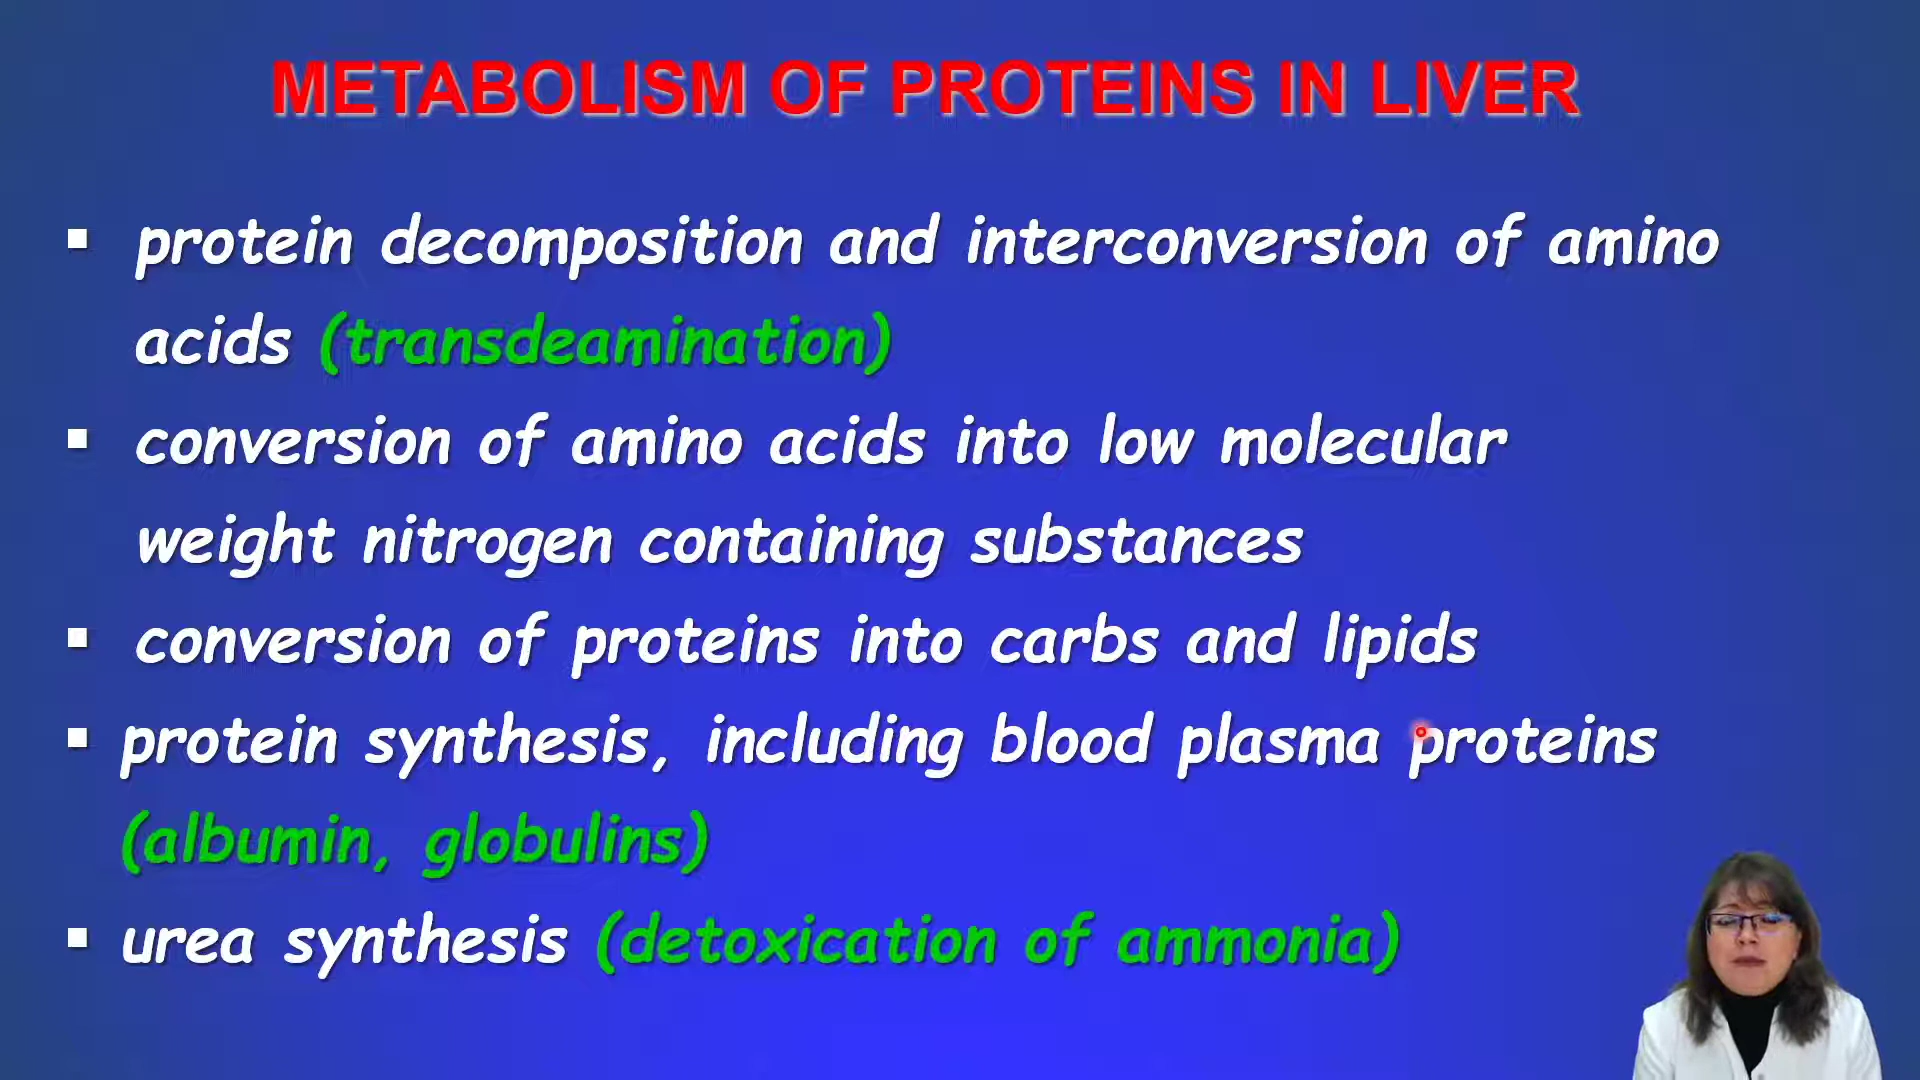 METABOLISM OF PROTEINS IN LIVER
▪ protein decomposition and interconversion of amino
acids (transdeamination)
▪ conversion of amino acids into low molecular
weight nitrogen containing substances
▪ conversion of proteins into carbs and lipids
▪ protein synthesis, including blood plasma proteins
(albumin, globulins)
▪ urea synthesis (detoxication of ammonia)